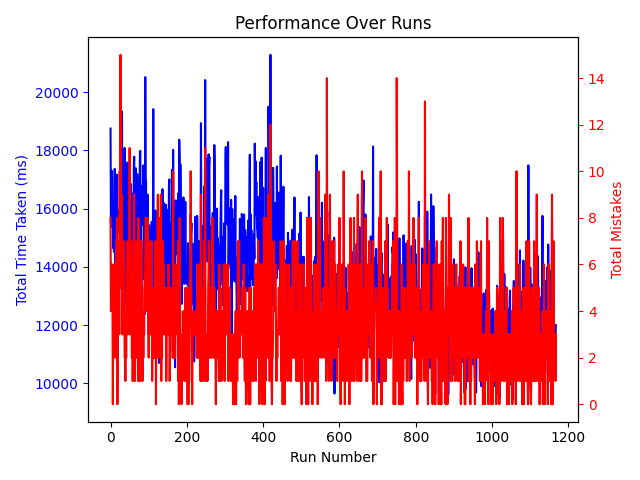 Performance Over Runs
Total Time Taken (ms)
20000
18000
16000
14000
12000
10000
14
12
10
8
6
4
2
0
Total Mistakes
0 200 400 600 800 1000 1200
Run Number